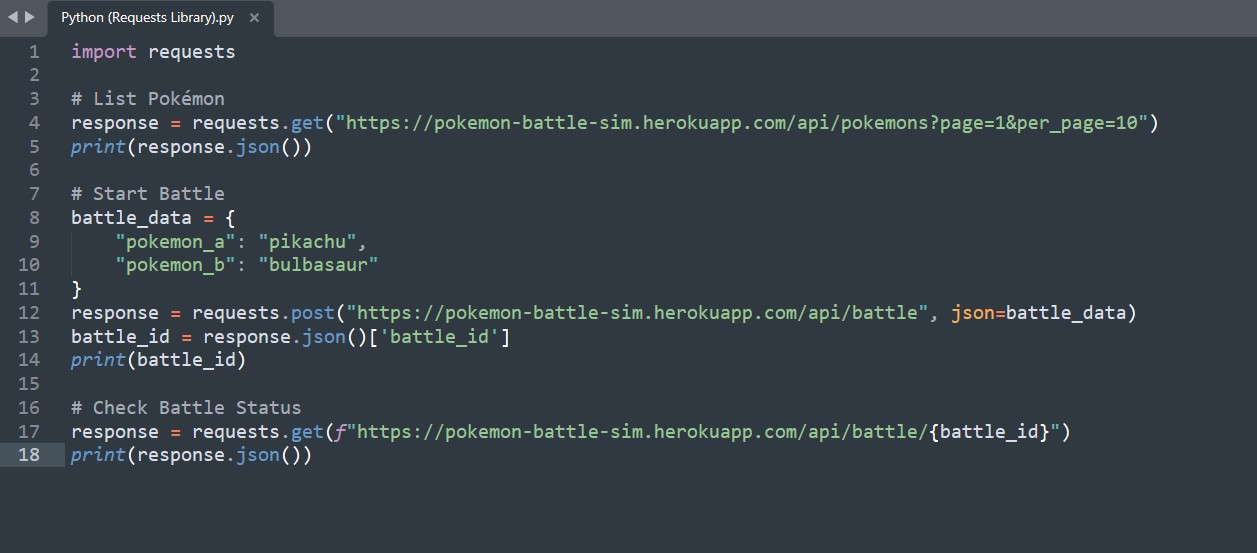 Python (Requests Library).py ×
1 import requests
2
3 # List Pokémon
4 response = requests.get("https://pokemon-battle-sim.herokuapp.com/api/pokemons?page=1&per_page=10")
5 print(response.json())
6
7 # Start Battle
8 battle_data = {
9     "pokemon_a": "pikachu",
10     "pokemon_b": "bulbasaur"
11 }
12 response = requests.post("https://pokemon-battle-sim.herokuapp.com/api/battle", json=battle_data)
13 battle_id = response.json()['battle_id']
14 print(battle_id)
15
16 # Check Battle Status
17 response = requests.get(f"https://pokemon-battle-sim.herokuapp.com/api/battle/{battle_id}")
18 print(response.json())